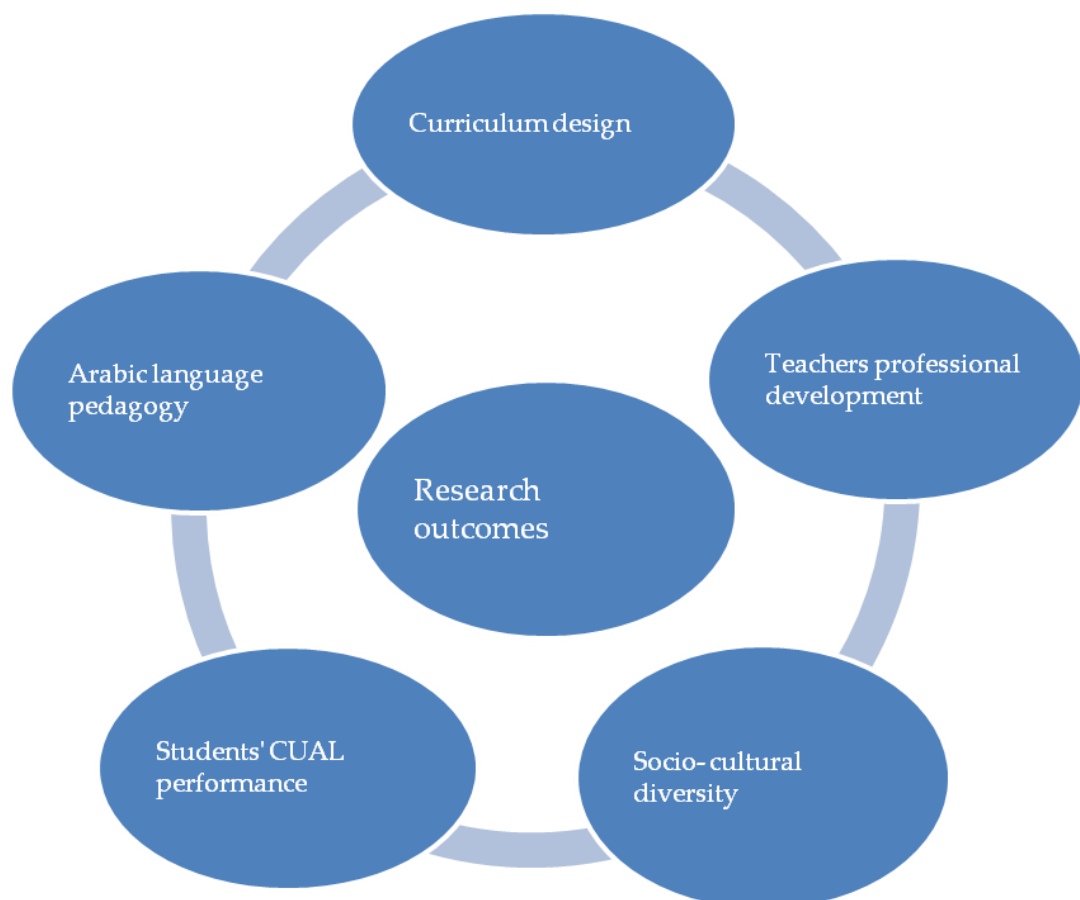 Curriculum design
Teachers professional
development
Arabic language
pedagogy
Research
outcomes
Students' CUAL
performance
Socio- cultural
diversity